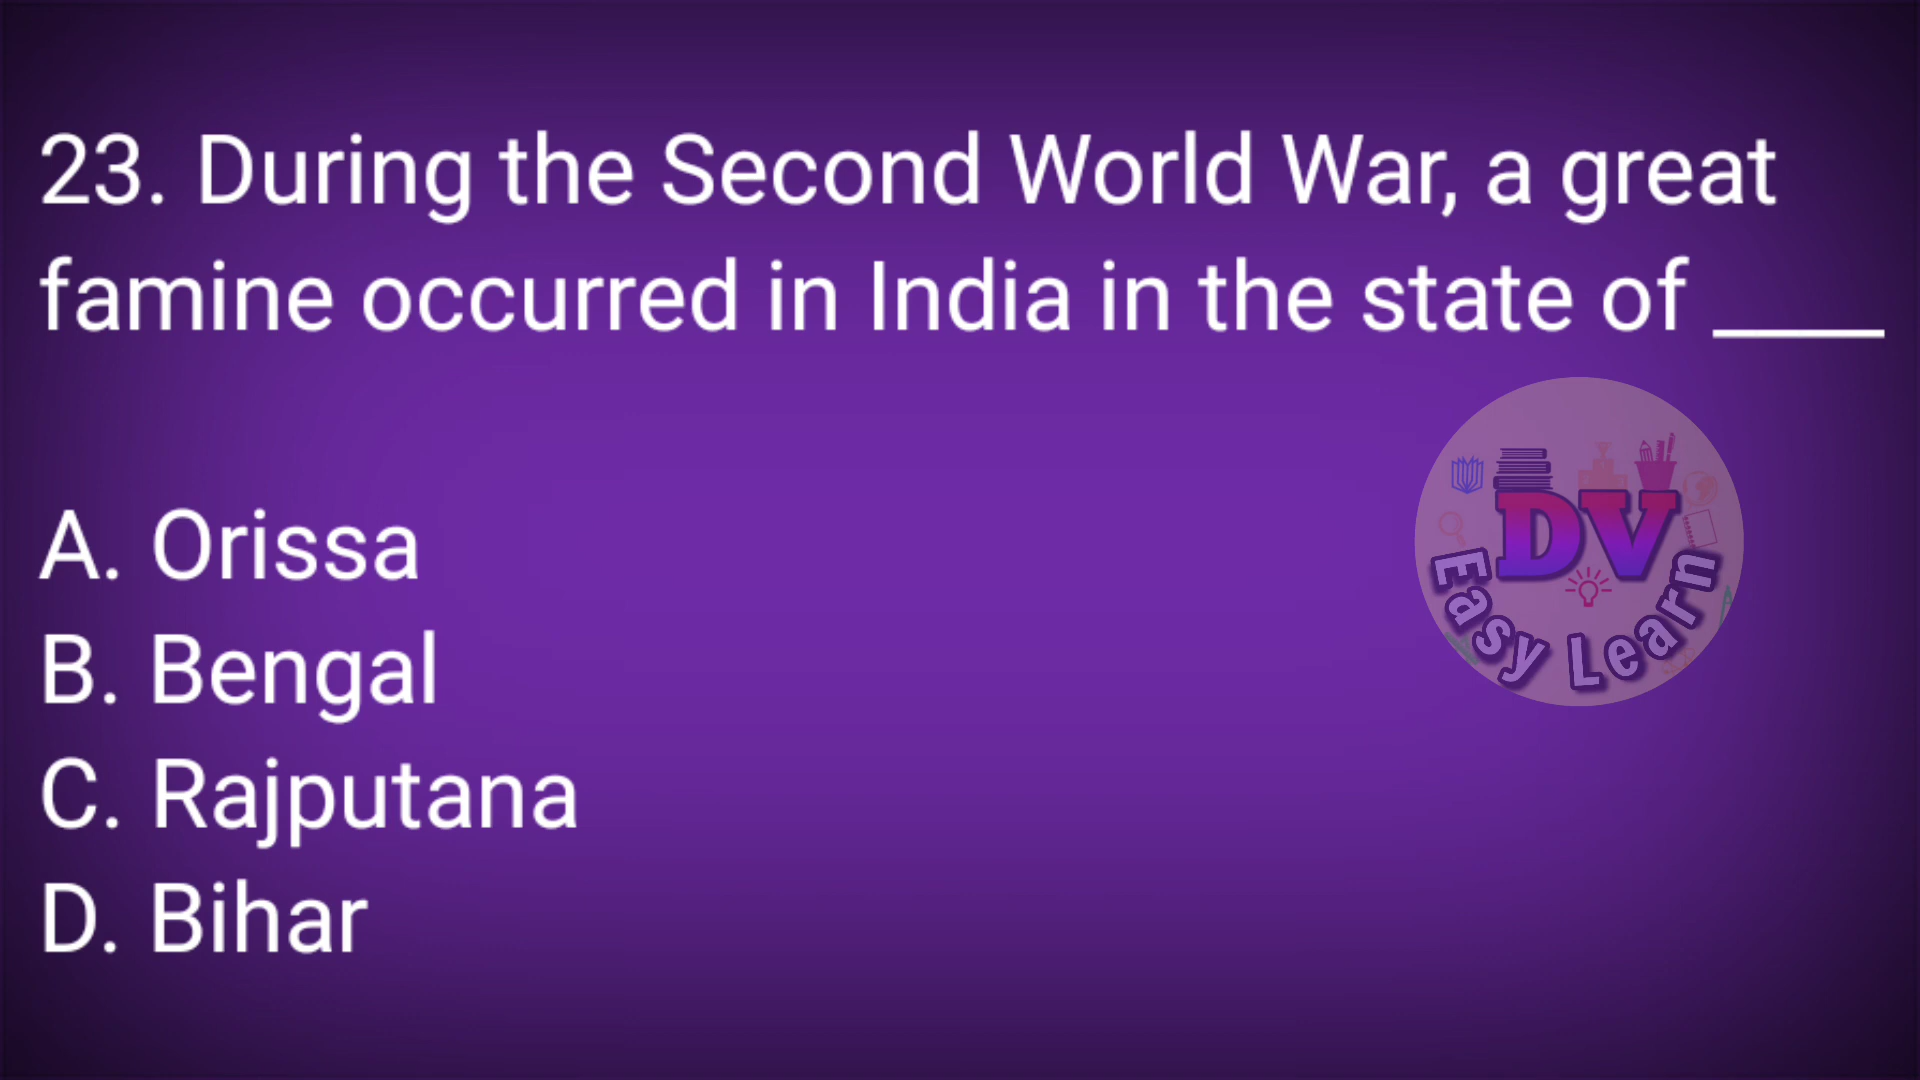 23. During the Second World War, a great
famine occurred in India in the state of ____
A. Orissa
B. Bengal
C. Rajputana
D. Bihar
DV
Easy Learn